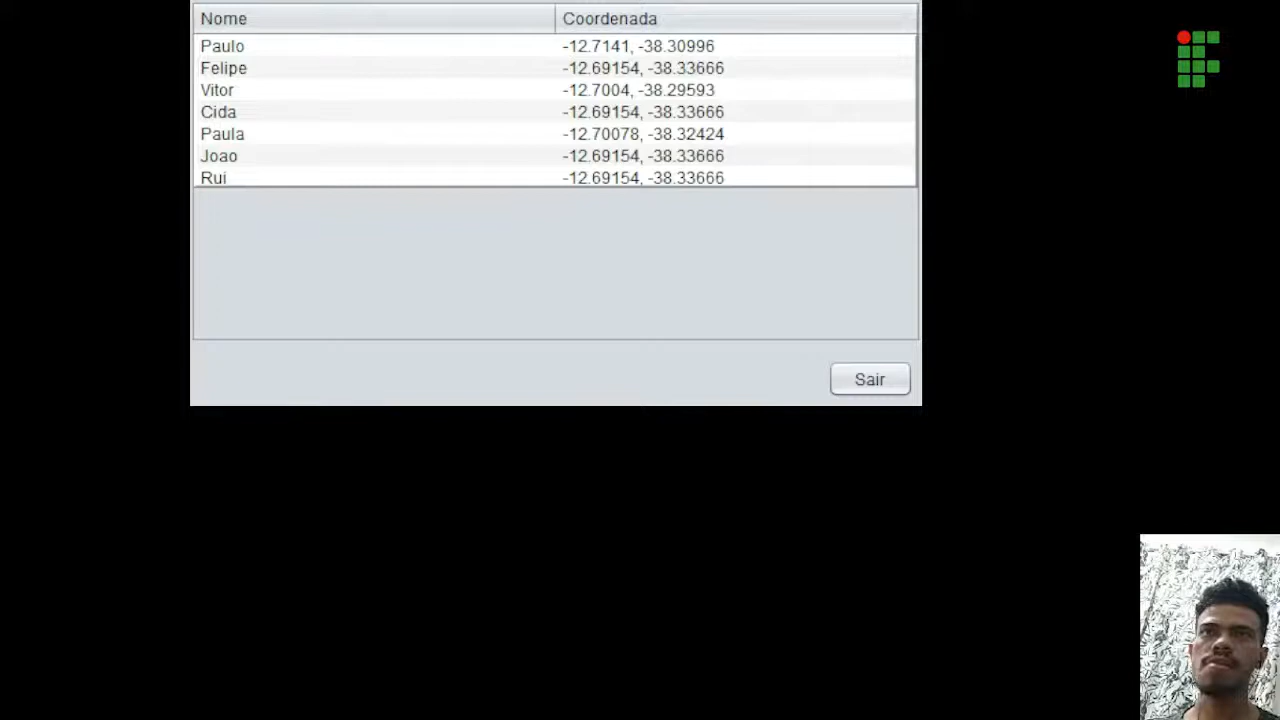 Nome Coordenada
Paulo -12.7141, -38.30996
Felipe -12.69154, -38.33666
Vitor -12.7004, -38.29593
Cida -12.69154, -38.33666
Paula -12.70078, -38.32424
Joao -12.69154, -38.33666
Rui -12.69154, -38.33666
Sair